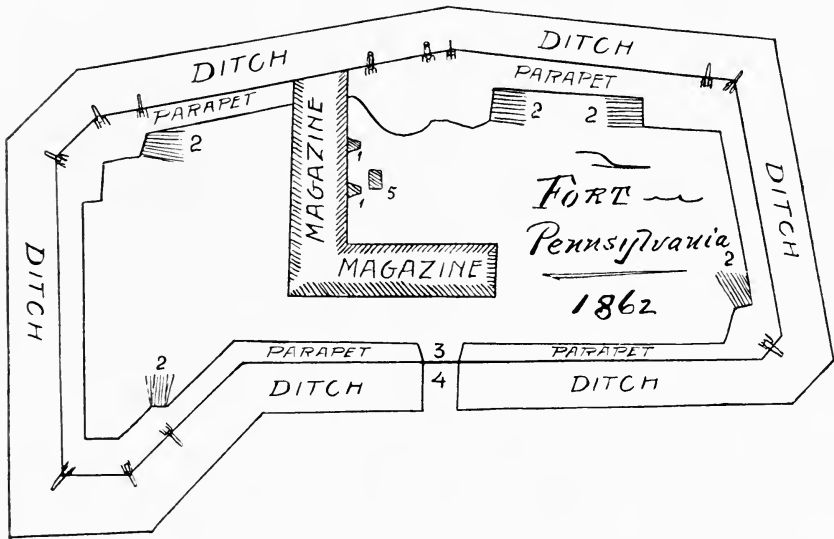 DITCH
DITCH
PARAPET
PARAPET
2
2
2
MAGAZINE
1
1
5
FORT
Pennsylvania
1862
DITCH
DITCH
MAGAZINE
2
PARAPET
3
PARAPET
2
DITCH
4
DITCH